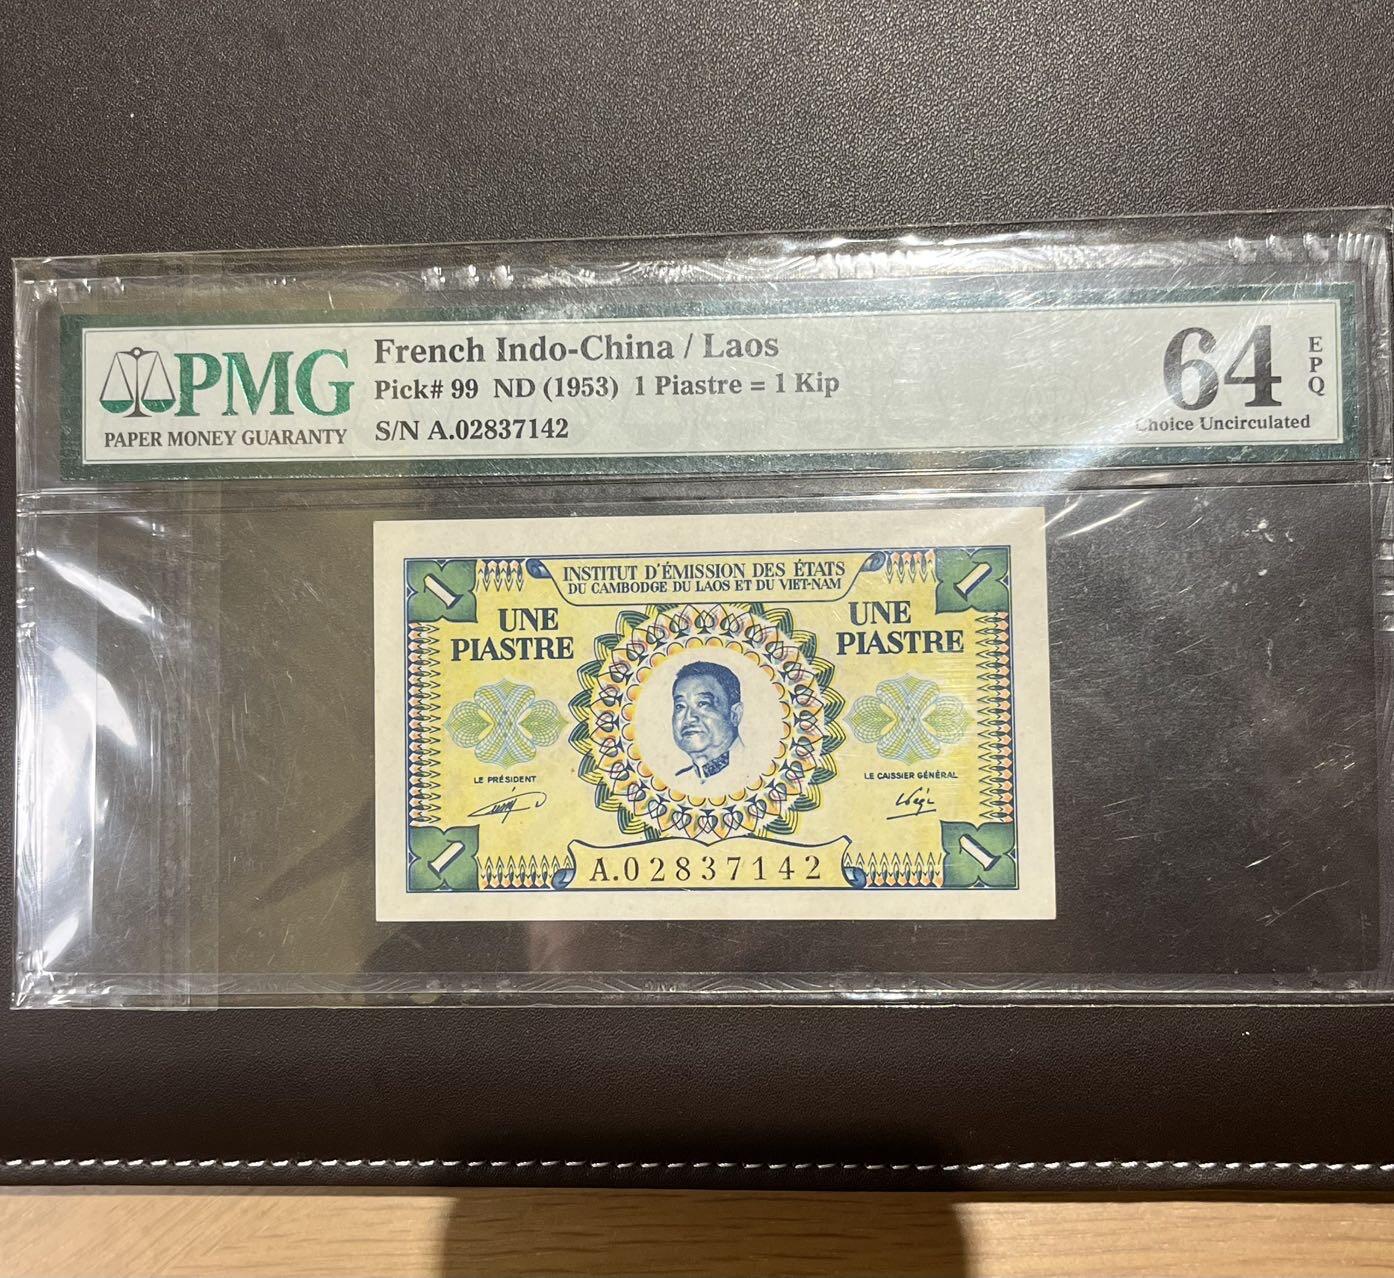 PMG
PAPER MONEY GUARANTY
French Indo-China / Laos
Pick# 99 ND (1953) 1 Piastre = 1 Kip
S/N A.02837142
64
EPQ
Choice Uncirculated
1
1
INSTITUT D'ÉMISSION DES ÉTATS
DU CAMBODGE DU LAOS ET DU VIET-NAM
UNE
PIASTRE
UNE
PIASTRE
LE PRÉSIDENT
LE CAISSIER GÉNÉRAL
1
A.02837142
1